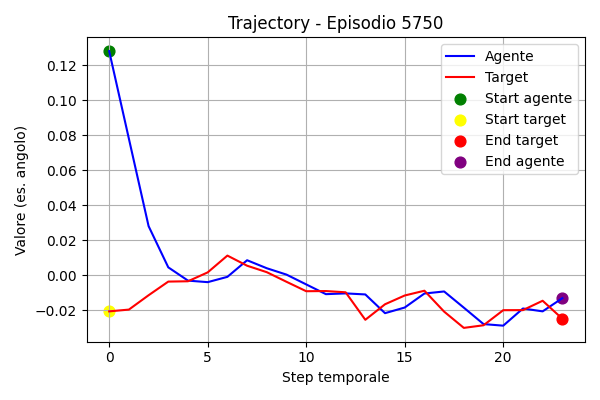 Trajectory - Episodio 5750
Valore (es. angolo)
0.12
0.10
0.08
0.06
0.04
0.02
0.00
−0.02
0
5
10
15
20
Step temporale
Agente
Target
Start agente
Start target
End target
End agente